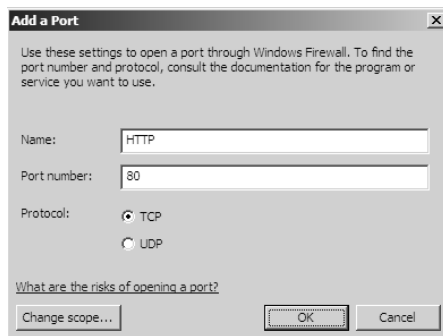 Add a Port
Use these settings to open a port through Windows Firewall. To find the
port number and protocol, consult the documentation for the program or
service you want to use.
Name: HTTP
Port number: 80
Protocol: TCP
UDP
What are the risks of opening a port?
Change scope... OK Cancel